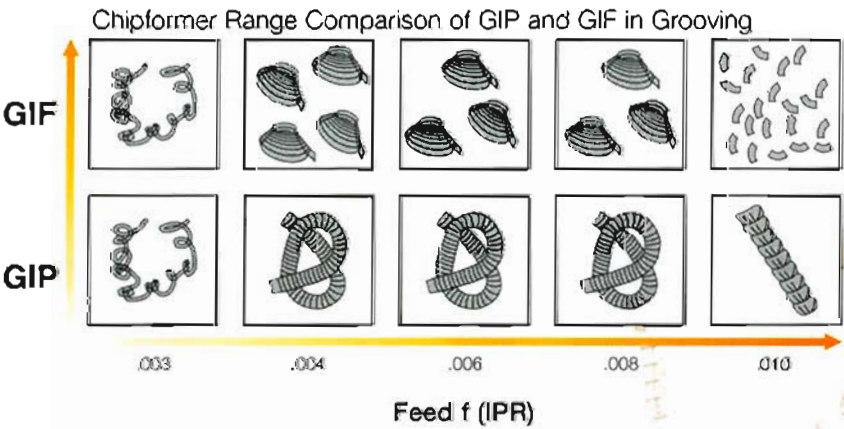 Chipformer Range Comparison of GIP and GIF in Grooving
GIF
GIP
.003 .004 .006 .008 .010
Feed f (IPR)